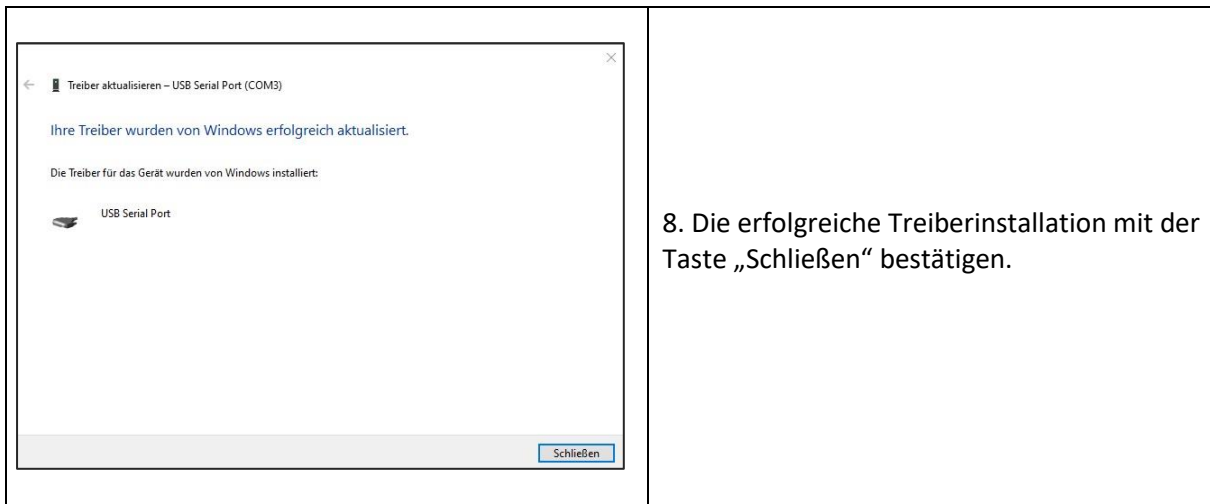 Treiber aktualisieren – USB Serial Port (COM3)
Ihre Treiber wurden von Windows erfolgreich aktualisiert.
Die Treiber für das Gerät wurden von Windows installiert:
USB Serial Port
Schließen
8. Die erfolgreiche Treiberinstallation mit der
Taste „Schließen“ bestätigen.